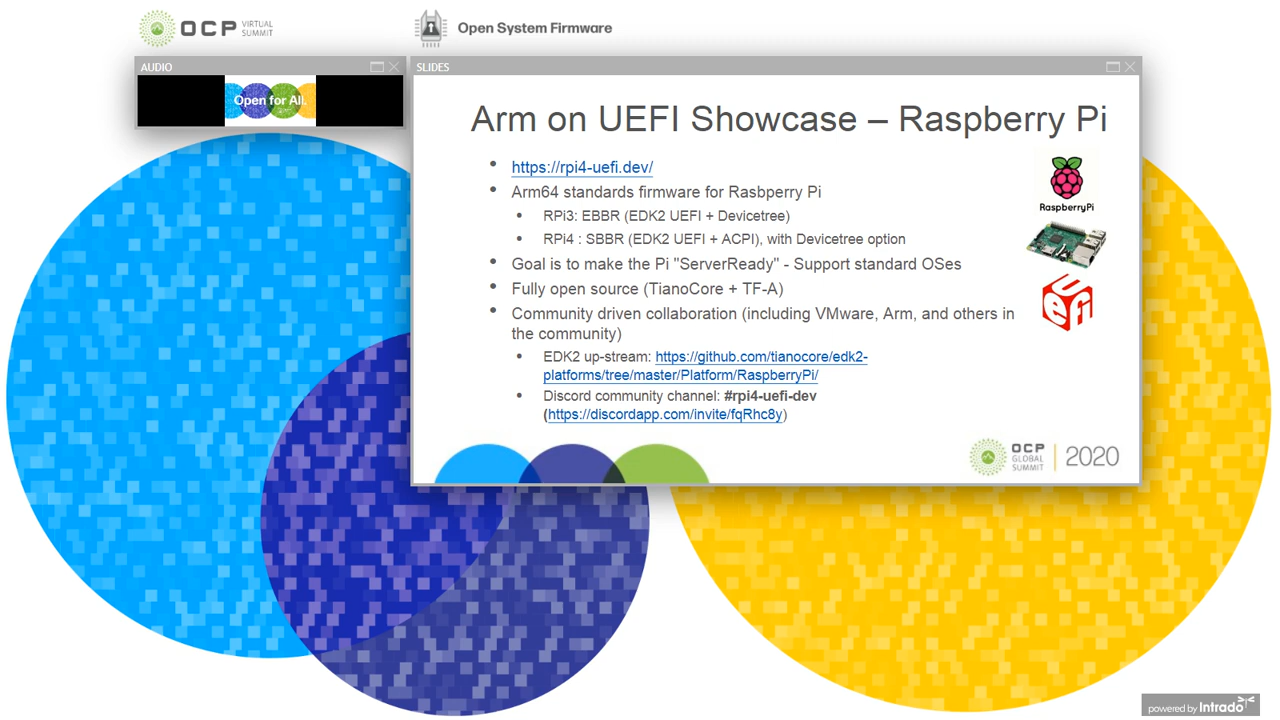 OCP VIRTUAL SUMMIT
Open System Firmware
AUDIO
Open for All.
SLIDES
Arm on UEFI Showcase – Raspberry Pi
• https://rpi4-uefi.dev/
• Arm64 standards firmware for Rasbperry Pi
• RPi3: EBBR (EDK2 UEFI + Devicetree)
• RPi4 : SBBR (EDK2 UEFI + ACPI), with Devicetree option
• Goal is to make the Pi "ServerReady" - Support standard OSes
• Fully open source (TianoCore + TF-A)
• Community driven collaboration (including VMware, Arm, and others in
the community)
• EDK2 up-stream: https://github.com/tianocore/edk2-
platforms/tree/master/Platform/RaspberryPi/
• Discord community channel: #rpi4-uefi-dev
(https://discordapp.com/invite/fqRhc8y)
RaspberryPi
UEFI
OCP
GLOBAL
SUMMIT
2020
powered by Intrado